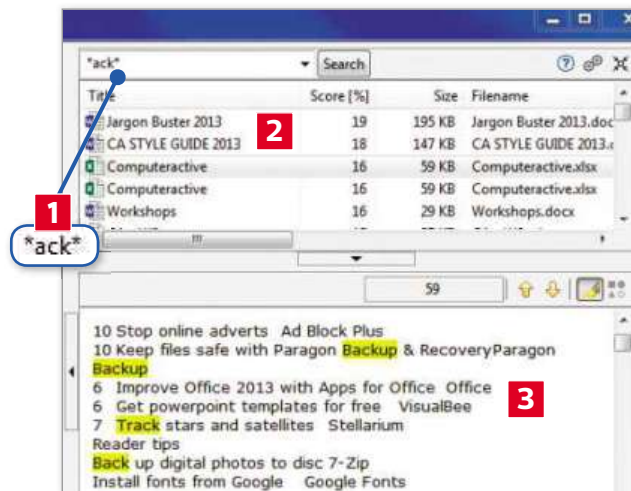 *ack* Search
Title Score [%] Size Filename
Jargon Buster 2013 19 195 KB Jargon Buster 2013.doc
CA STYLE GUIDE 2013 18 147 KB CA STYLE GUIDE 2013.
Computeractive 16 59 KB Computeractive.xlsx
Computeractive 16 59 KB Computeractive.xlsx
Workshops 16 29 KB Workshops.docx
2
1
*ack*
59
10 Stop online adverts Ad Block Plus
10 Keep files safe with Paragon Backup & RecoveryParagon
Backup
6 Improve Office 2013 with Apps for Office Office
6 Get powerpoint templates for free VisualBee
3
7 Track stars and satellites Stellarium
Reader tips
Back up digital photos to disc 7-Zip
Install fonts from Google Google Fonts